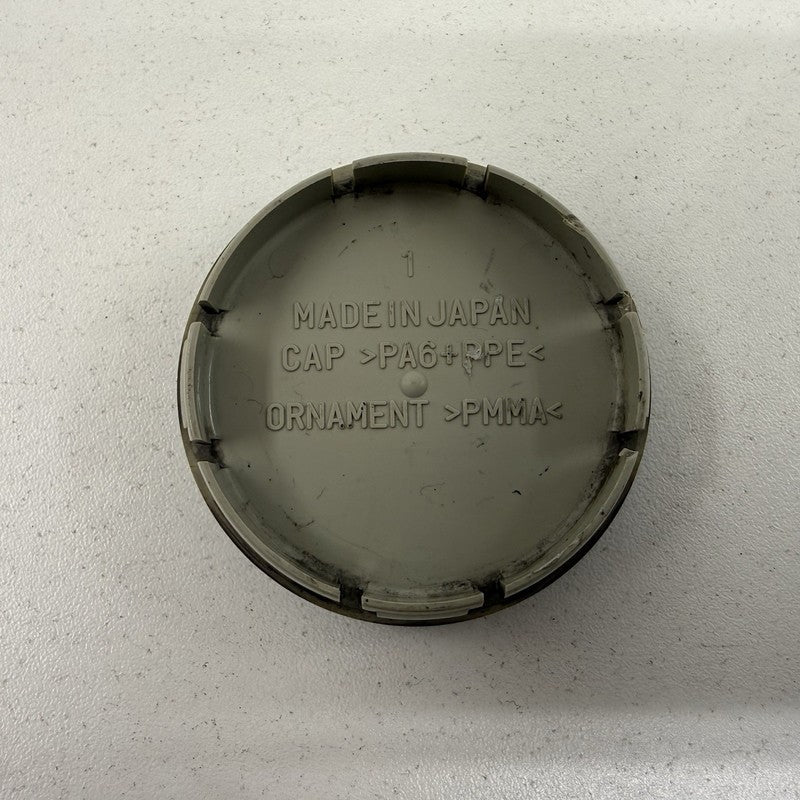 1
MADE IN JAPAN
CAP >PA6+PPE<
ORNAMENT >PMMA<